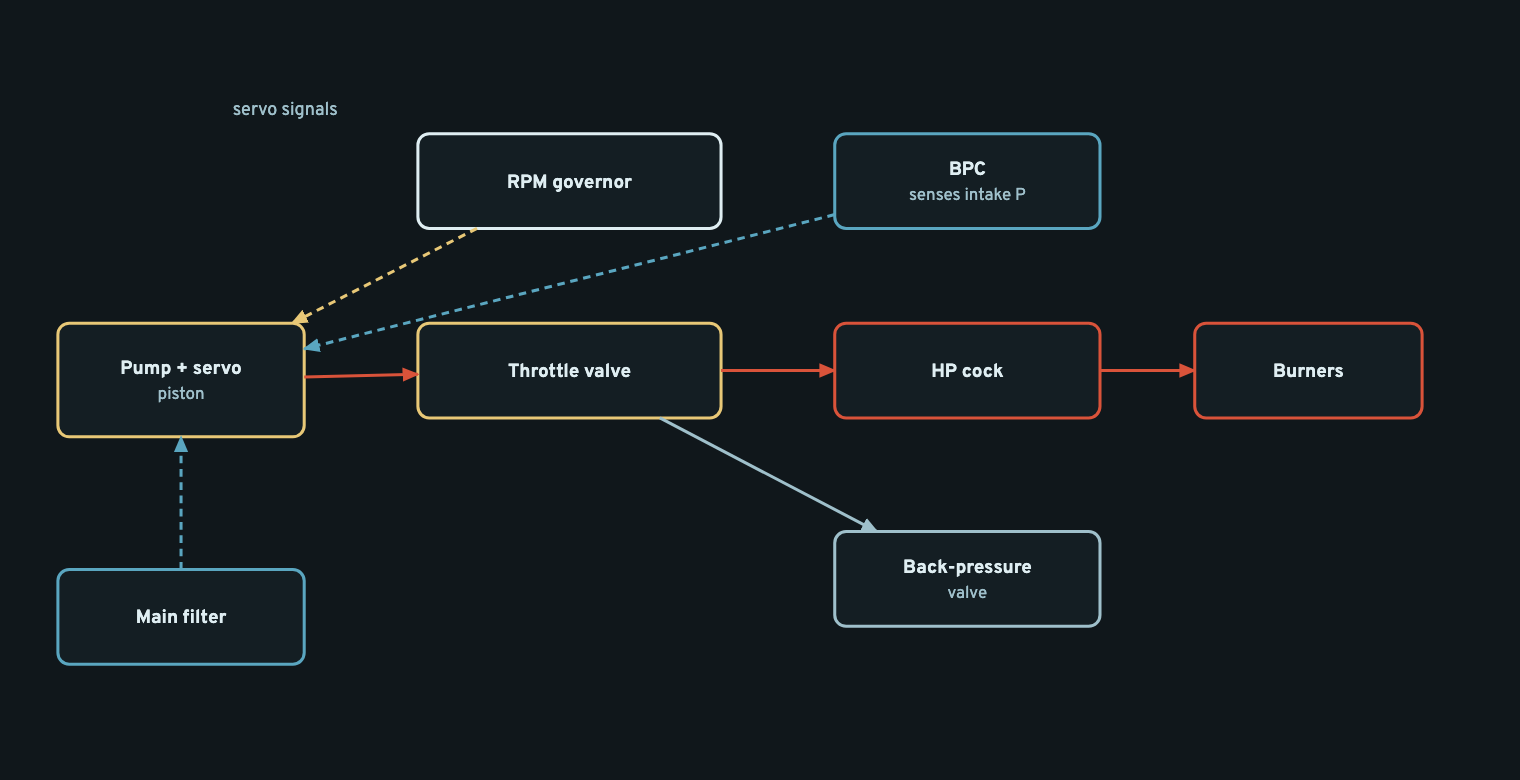 servo signals
RPM governor
BPC
senses intake P
Pump + servo
piston
Throttle valve
HP cock
Burners
Back-pressure
valve
Main filter